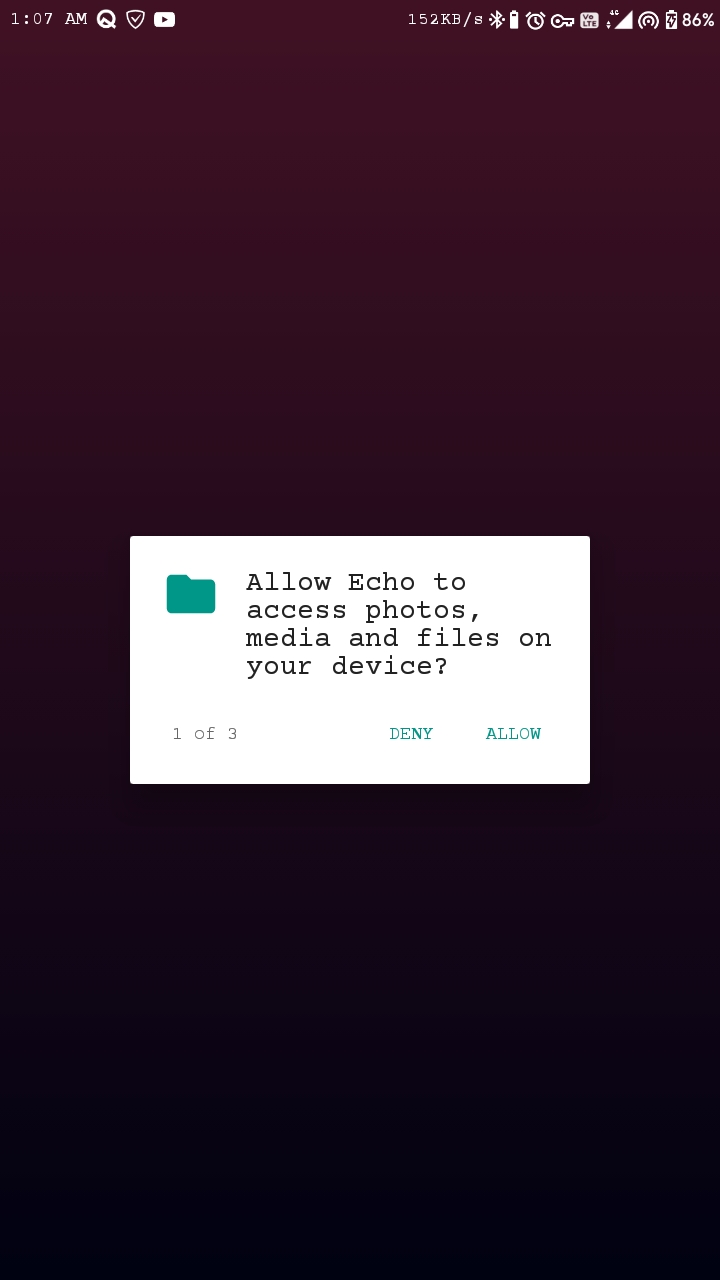 1:07 AM 152KB/s Vo LTE 4G 86%
Allow Echo to
access photos,
media and files on
your device?
1 of 3 DENY ALLOW